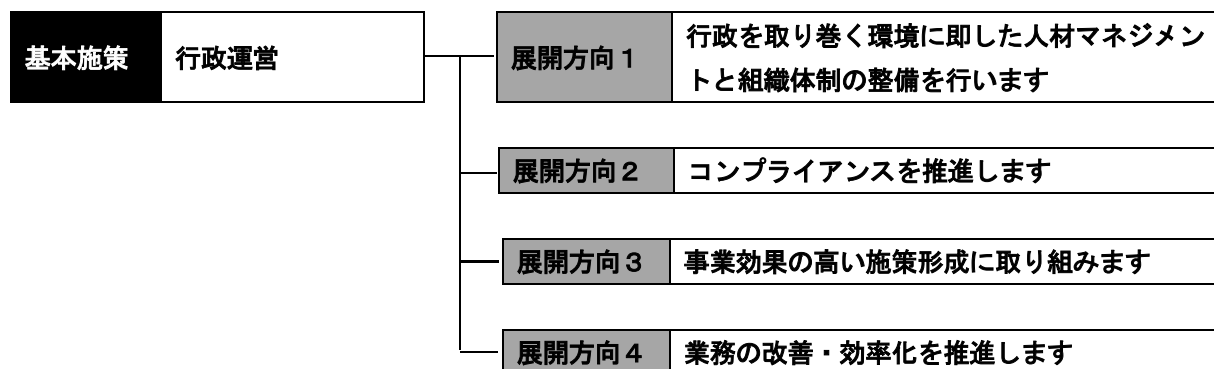 基本施策 行政運営
展開方向1 行政を取り巻く環境に即した人材マネジメン
トと組織体制の整備を行います
展開方向2 コンプライアンスを推進します
展開方向3 事業効果の高い施策形成に取り組みます
展開方向4 業務の改善・効率化を推進します